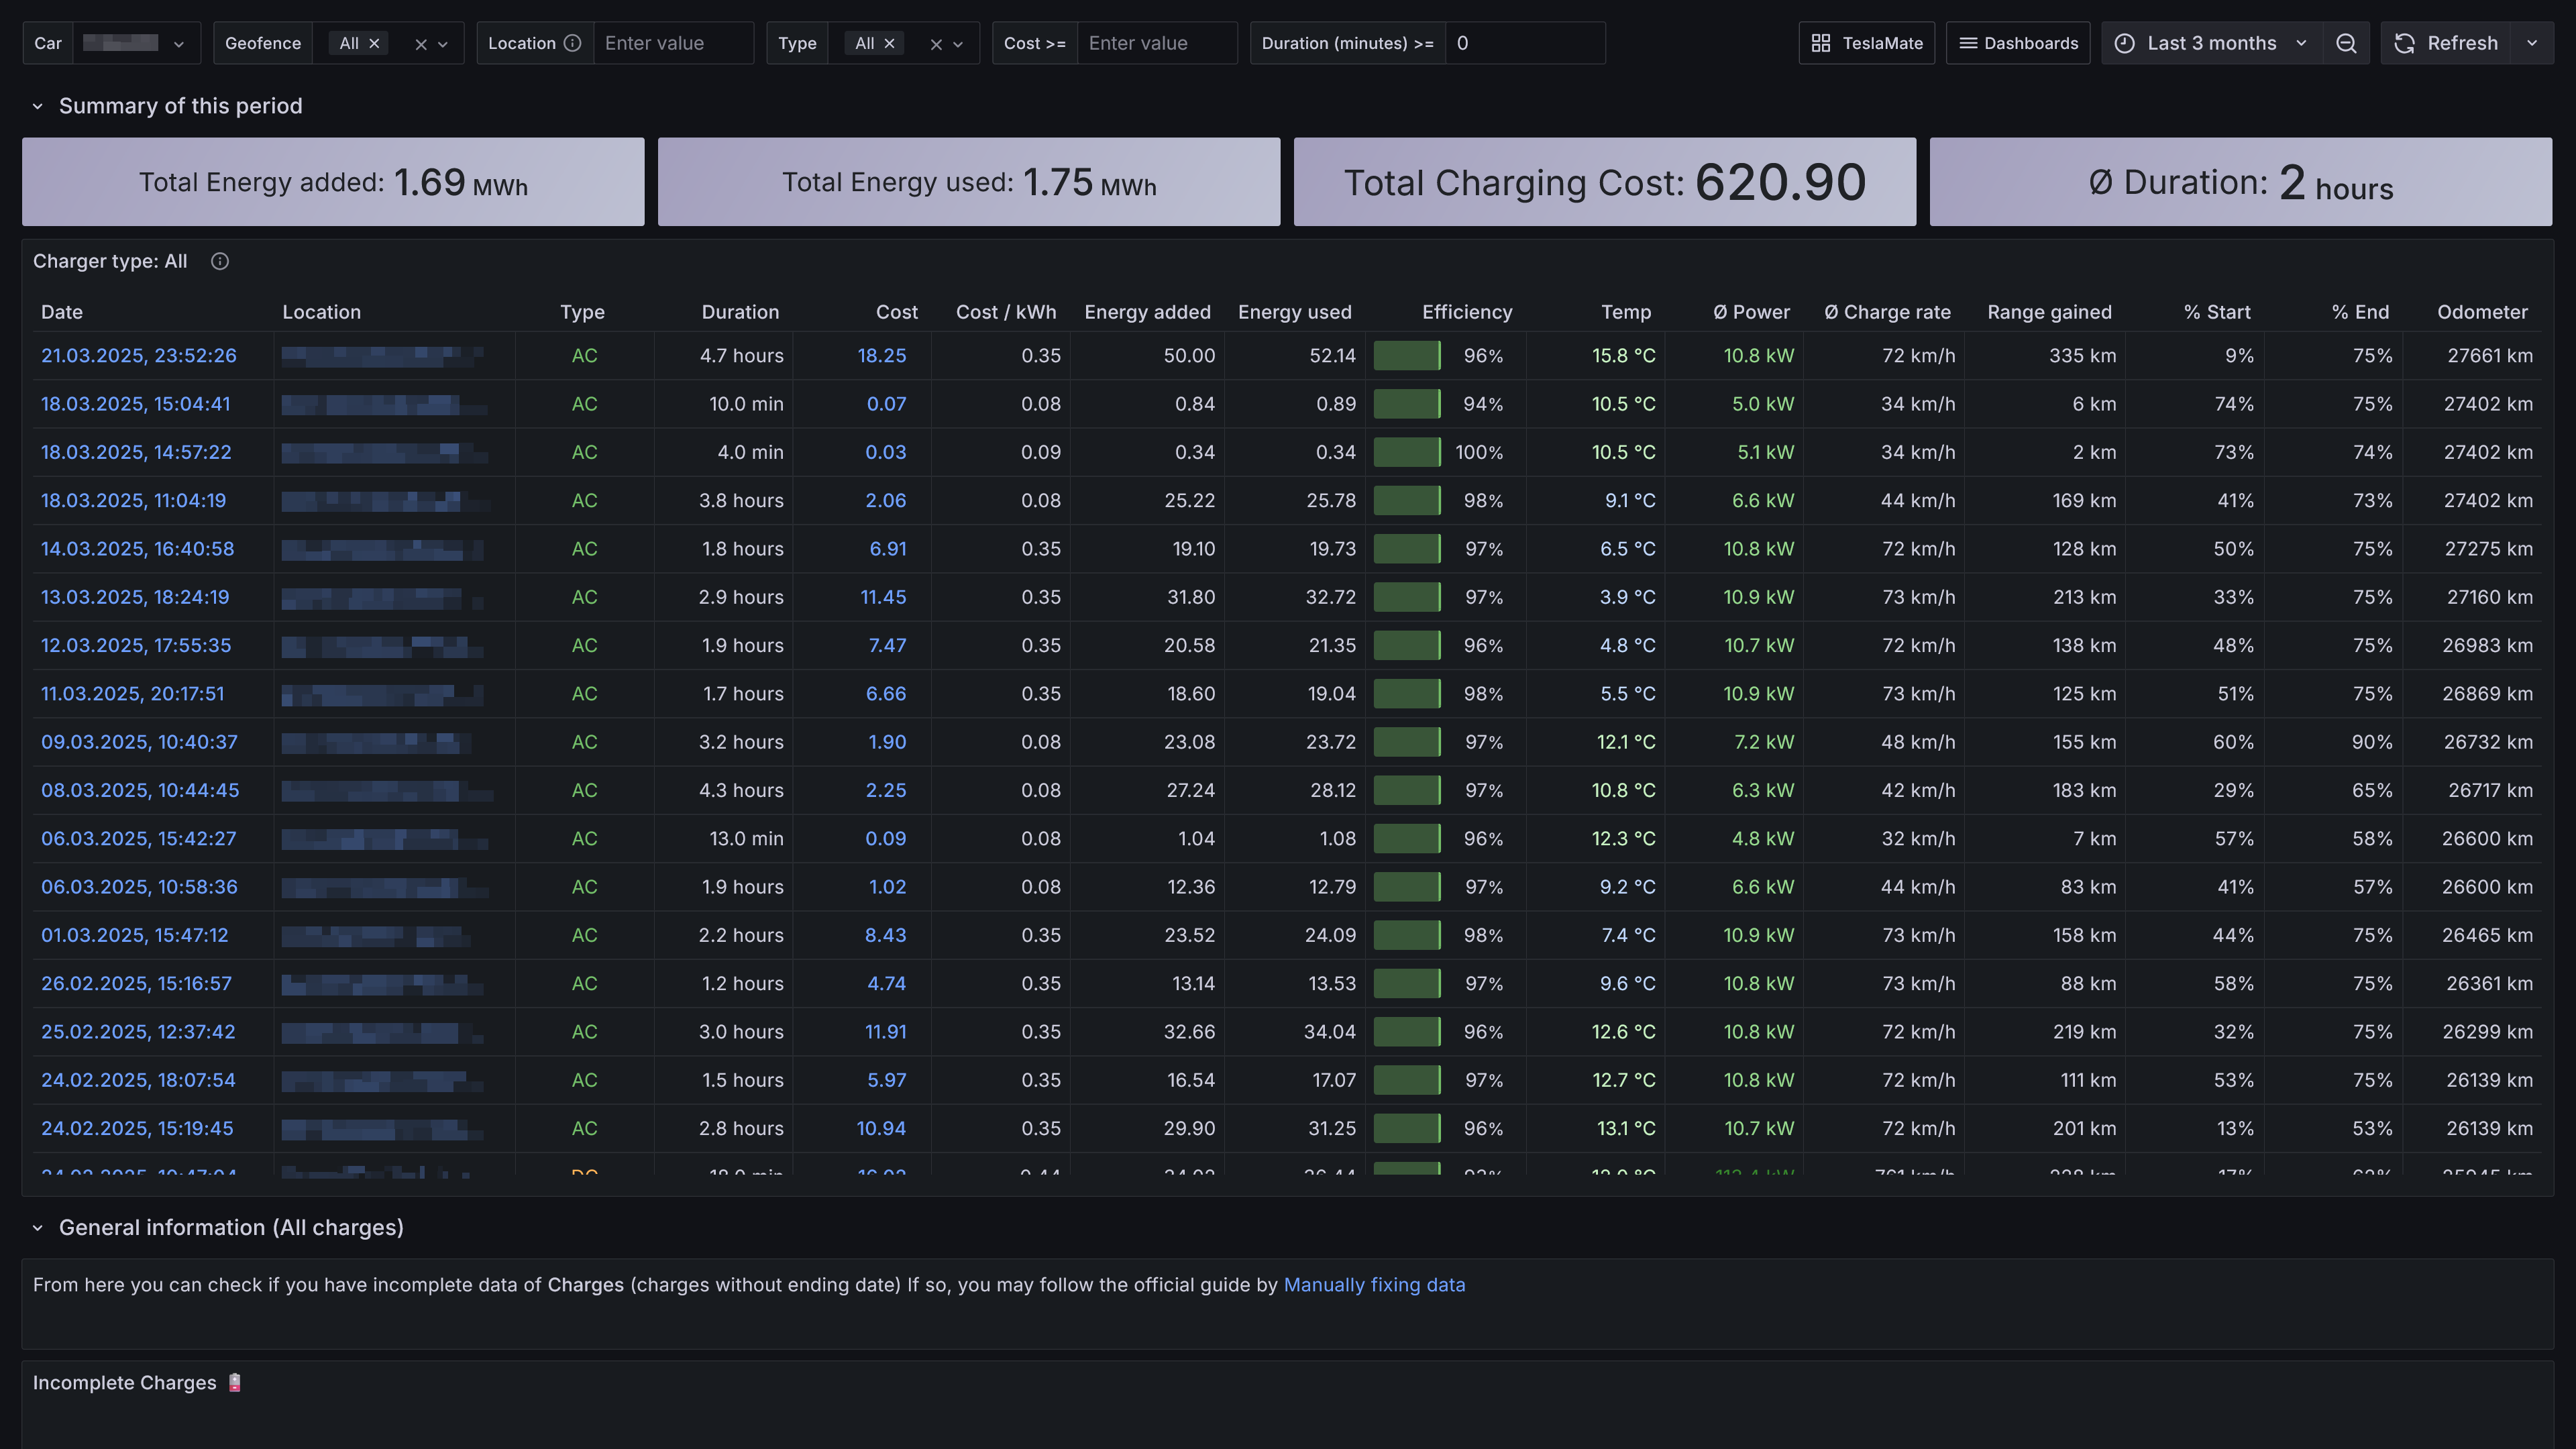 Car Geofence All Location Enter value Type All Cost >= Enter value Duration (minutes) >= 0 TeslaMate Dashboards Last 3 months Refresh
Summary of this period
Total Energy added: 1.69 MWh Total Energy used: 1.75 MWh Total Charging Cost: 620.90 Ø Duration: 2 hours
Charger type: All
Date Location Type Duration Cost Cost / kWh Energy added Energy used Efficiency Temp Ø Power Ø Charge rate Range gained % Start % End Odometer
21.03.2025, 23:52:26 AC 4.7 hours 18.25 0.35 50.00 52.14 96% 15.8 °C 10.8 kW 72 km/h 335 km 9% 75% 27661 km
18.03.2025, 15:04:41 AC 10.0 min 0.07 0.08 0.84 0.89 94% 10.5 °C 5.0 kW 34 km/h 6 km 74% 75% 27402 km
18.03.2025, 14:57:22 AC 4.0 min 0.03 0.09 0.34 0.34 100% 10.5 °C 5.1 kW 34 km/h 2 km 73% 74% 27402 km
18.03.2025, 11:04:19 AC 3.8 hours 2.06 0.08 25.22 25.78 98% 9.1 °C 6.6 kW 44 km/h 169 km 41% 73% 27402 km
14.03.2025, 16:40:58 AC 1.8 hours 6.91 0.35 19.10 19.73 97% 6.5 °C 10.8 kW 72 km/h 128 km 50% 75% 27275 km
13.03.2025, 18:24:19 AC 2.9 hours 11.45 0.35 31.80 32.72 97% 3.9 °C 10.9 kW 73 km/h 213 km 33% 75% 27160 km
12.03.2025, 17:55:35 AC 1.9 hours 7.47 0.35 20.58 21.35 96% 4.8 °C 10.7 kW 72 km/h 138 km 48% 75% 26983 km
11.03.2025, 20:17:51 AC 1.7 hours 6.66 0.35 18.60 19.04 98% 5.5 °C 10.9 kW 73 km/h 125 km 51% 75% 26869 km
09.03.2025, 10:40:37 AC 3.2 hours 1.90 0.08 23.08 23.72 97% 12.1 °C 7.2 kW 48 km/h 155 km 60% 90% 26732 km
08.03.2025, 10:44:45 AC 4.3 hours 2.25 0.08 27.24 28.12 97% 10.8 °C 6.3 kW 42 km/h 183 km 29% 65% 26717 km
06.03.2025, 15:42:27 AC 13.0 min 0.09 0.08 1.04 1.08 96% 12.3 °C 4.8 kW 32 km/h 7 km 57% 58% 26600 km
06.03.2025, 10:58:36 AC 1.9 hours 1.02 0.08 12.36 12.79 97% 9.2 °C 6.6 kW 44 km/h 83 km 41% 57% 26600 km
01.03.2025, 15:47:12 AC 2.2 hours 8.43 0.35 23.52 24.09 98% 7.4 °C 10.9 kW 73 km/h 158 km 44% 75% 26465 km
26.02.2025, 15:16:57 AC 1.2 hours 4.74 0.35 13.14 13.53 97% 9.6 °C 10.8 kW 73 km/h 88 km 58% 75% 26361 km
25.02.2025, 12:37:42 AC 3.0 hours 11.91 0.35 32.66 34.04 96% 12.6 °C 10.8 kW 72 km/h 219 km 32% 75% 26299 km
24.02.2025, 18:07:54 AC 1.5 hours 5.97 0.35 16.54 17.07 97% 12.7 °C 10.8 kW 72 km/h 111 km 53% 75% 26139 km
24.02.2025, 15:19:45 AC 2.8 hours 10.94 0.35 29.90 31.25 96% 13.1 °C 10.7 kW 72 km/h 201 km 13% 53% 26139 km
General information (All charges)
From here you can check if you have incomplete data of Charges (charges without ending date) If so, you may follow the official guide by Manually fixing data
Incomplete Charges